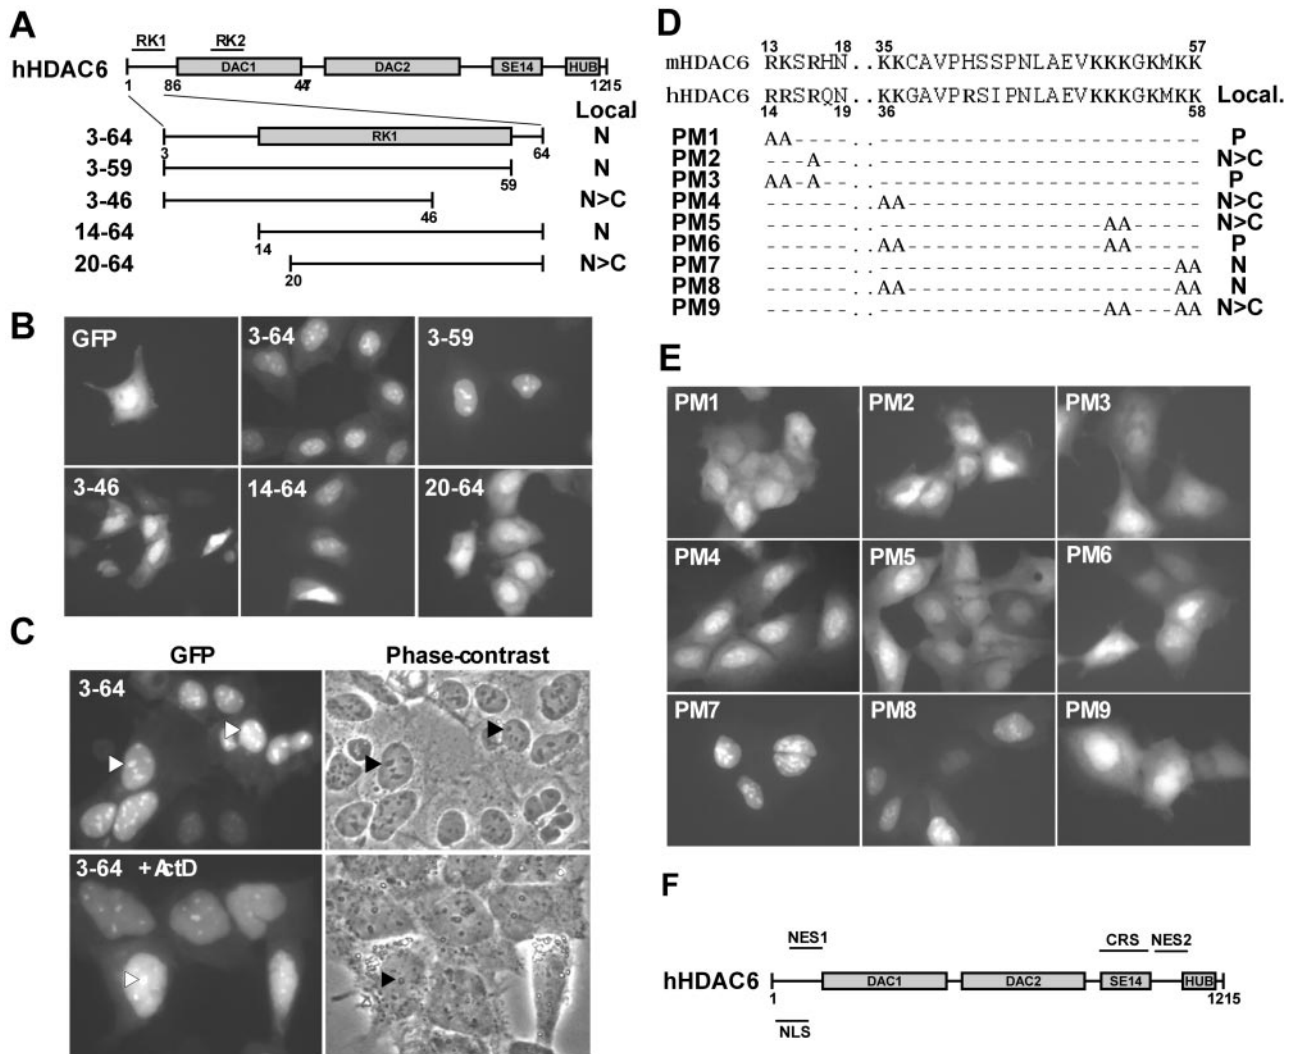 A
RK1 RK2
hHDAC6 DAC1 DAC2 SE14 HUB
1 86 447 1215
Local
3-64 RK1 N
3 64
3-59 N
59
3-46 N>C
46
14-64 N
14
20-64 N>C
20
B
GFP 3-64 3-59
3-46 14-64 20-64
C
GFP Phase-contrast
3-64
3-64 +ActD
D
13 18 35 57
mHDAC6 RKSRHN..KKCAVPHSSPNLAEVKKKGKMKK
hHDAC6 RRSRQN..KKGAVPRSIPNLAEVKKKGKMKK Local.
14 19 36 58
PM1 AA----..----------------------- P
PM2 ---A--..----------------------- N>C
PM3 AA-A--..----------------------- P
PM4 ------..AA--------------------- N>C
PM5 ------..----------------AA----- N>C
PM6 ------..AA--------------AA----- P
PM7 ------..---------------------AA N
PM8 ------..AA-------------------AA N
PM9 ------..----------------AA---AA N>C
E
PM1 PM2 PM3
PM4 PM5 PM6
PM7 PM8 PM9
F
NES1 CRS NES2
hHDAC6 DAC1 DAC2 SE14 HUB
1 1215
NLS